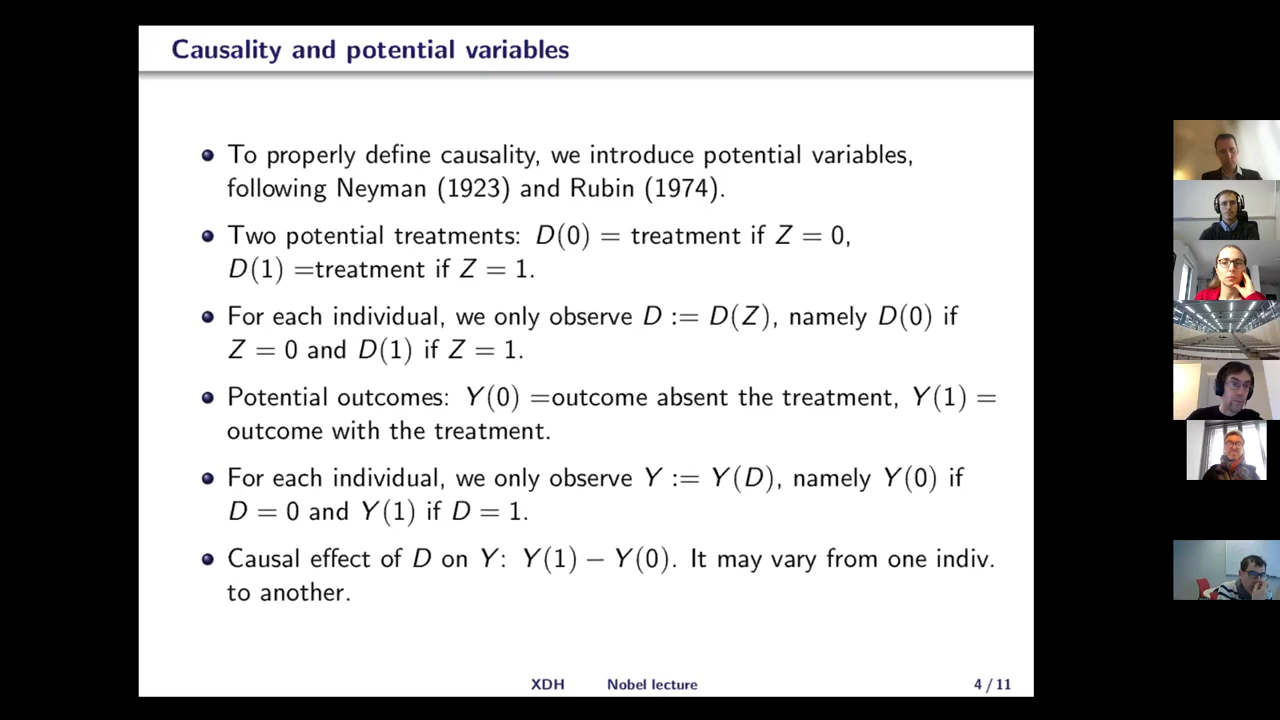 Causality and potential variables
To properly define causality, we introduce potential variables,
following Neyman (1923) and Rubin (1974).
Two potential treatments: D(0) = treatment if Z = 0,
D(1) =treatment if Z = 1.
For each individual, we only observe D := D(Z), namely D(0) if
Z = 0 and D(1) if Z = 1.
Potential outcomes: Y(0) =outcome absent the treatment, Y(1) =
outcome with the treatment.
For each individual, we only observe Y := Y(D), namely Y(0) if
D = 0 and Y(1) if D = 1.
Causal effect of D on Y: Y(1) − Y(0). It may vary from one indiv.
to another.
XDH Nobel lecture 4 / 11